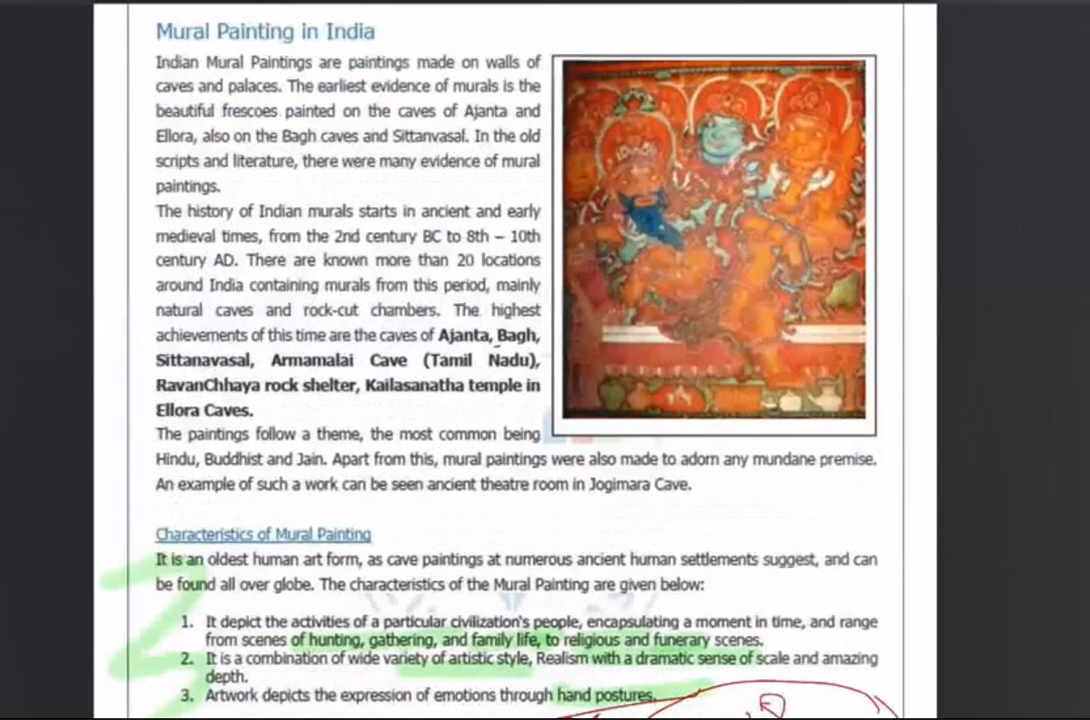 Mural Painting in India
Indian Mural Paintings are paintings made on walls of
caves and palaces. The earliest evidence of murals is the
beautiful frescoes painted on the caves of Ajanta and
Ellora, also on the Bagh caves and Sittanvasal. In the old
scripts and literature, there were many evidence of mural
paintings.
The history of Indian murals starts in ancient and early
medieval times, from the 2nd century BC to 8th – 10th
century AD. There are known more than 20 locations
around India containing murals from this period, mainly
natural caves and rock-cut chambers. The highest
achievements of this time are the caves of Ajanta, Bagh,
Sittanavasal, Armamalai Cave (Tamil Nadu),
RavanChhaya rock shelter, Kailasanatha temple in
Ellora Caves.
The paintings follow a theme, the most common being
Hindu, Buddhist and Jain. Apart from this, mural paintings were also made to adorn any mundane premise.
An example of such a work can be seen ancient theatre room in Jogimara Cave.
Characteristics of Mural Painting
It is an oldest human art form, as cave paintings at numerous ancient human settlements suggest, and can
be found all over globe. The characteristics of the Mural Painting are given below:
1. It depict the activities of a particular civilization's people, encapsulating a moment in time, and range
from scenes of hunting, gathering, and family life, to religious and funerary scenes.
2. It is a combination of wide variety of artistic style, Realism with a dramatic sense of scale and amazing
depth.
3. Artwork depicts the expression of emotions through hand postures.